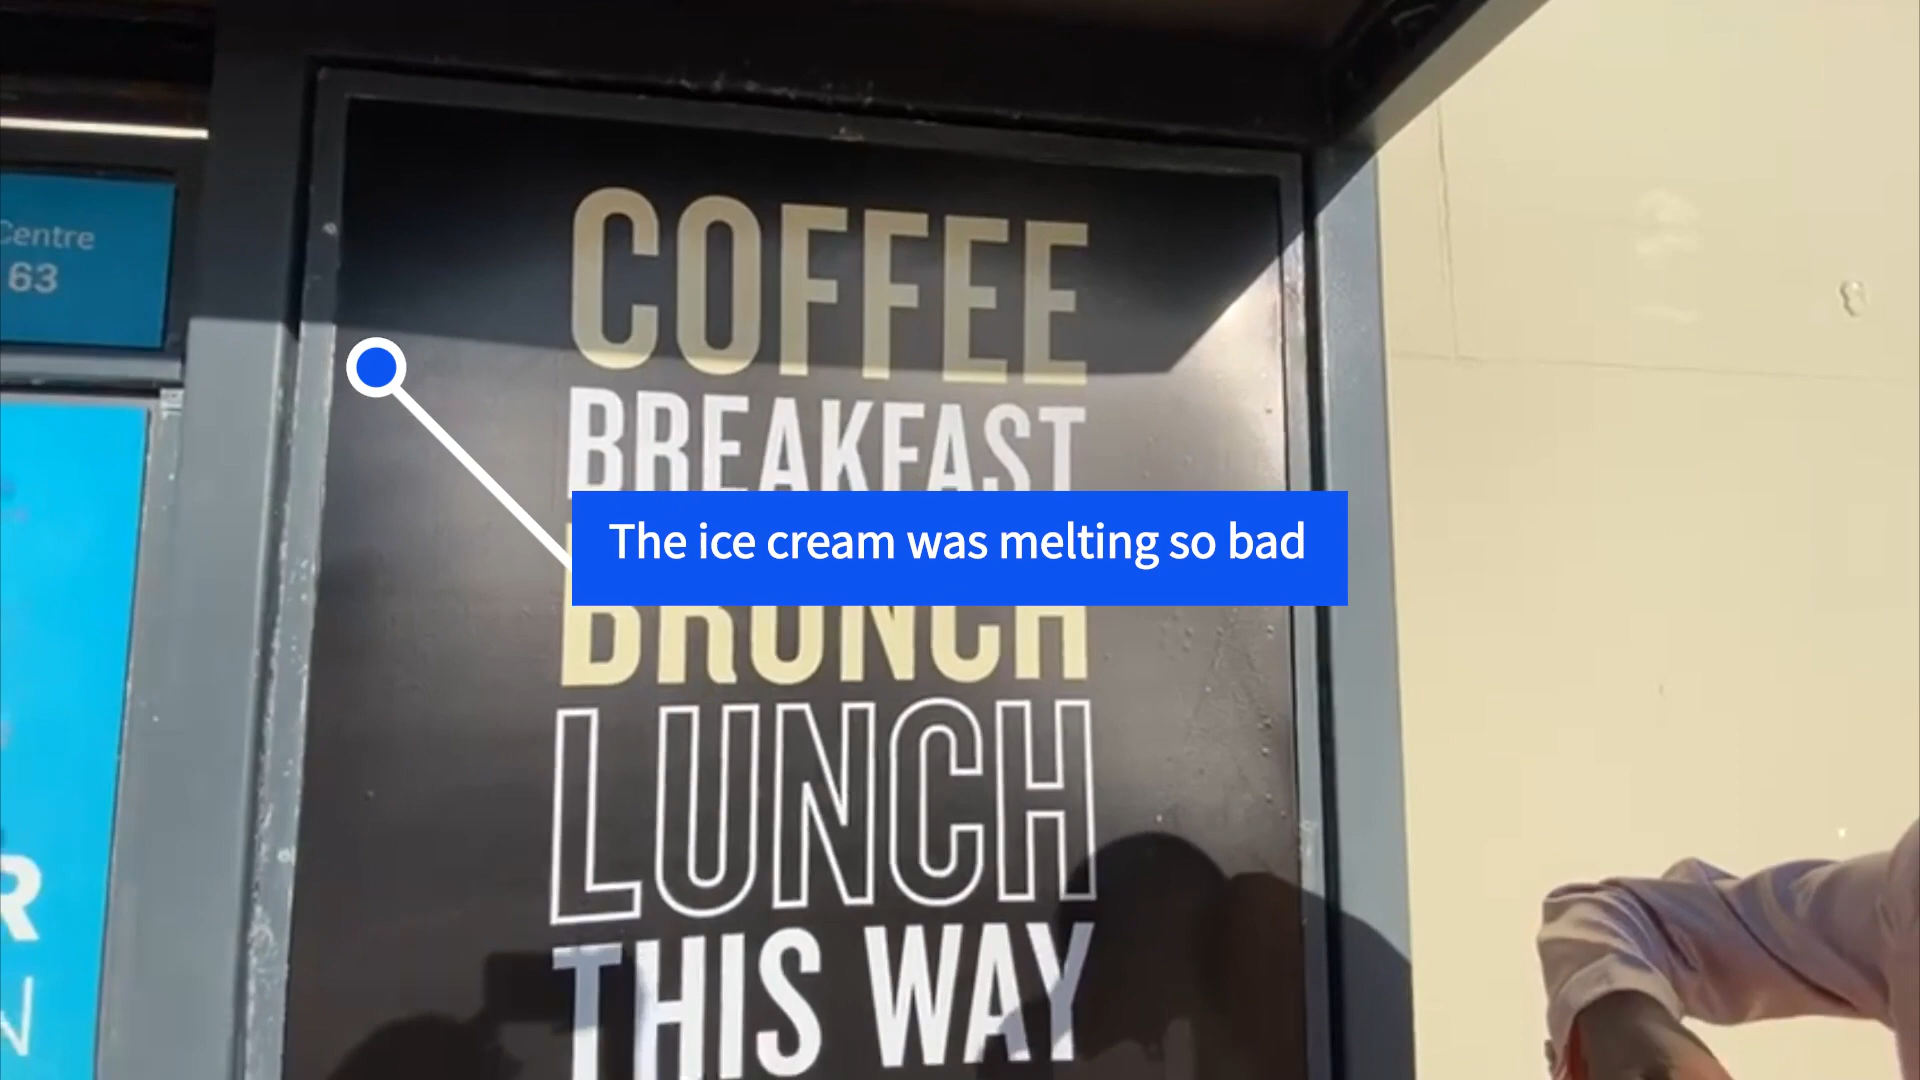 Centre
63
COFFEE
BREAKFAST
The ice cream was melting so bad
BRUNCH
LUNCH
THIS WAY
R
N